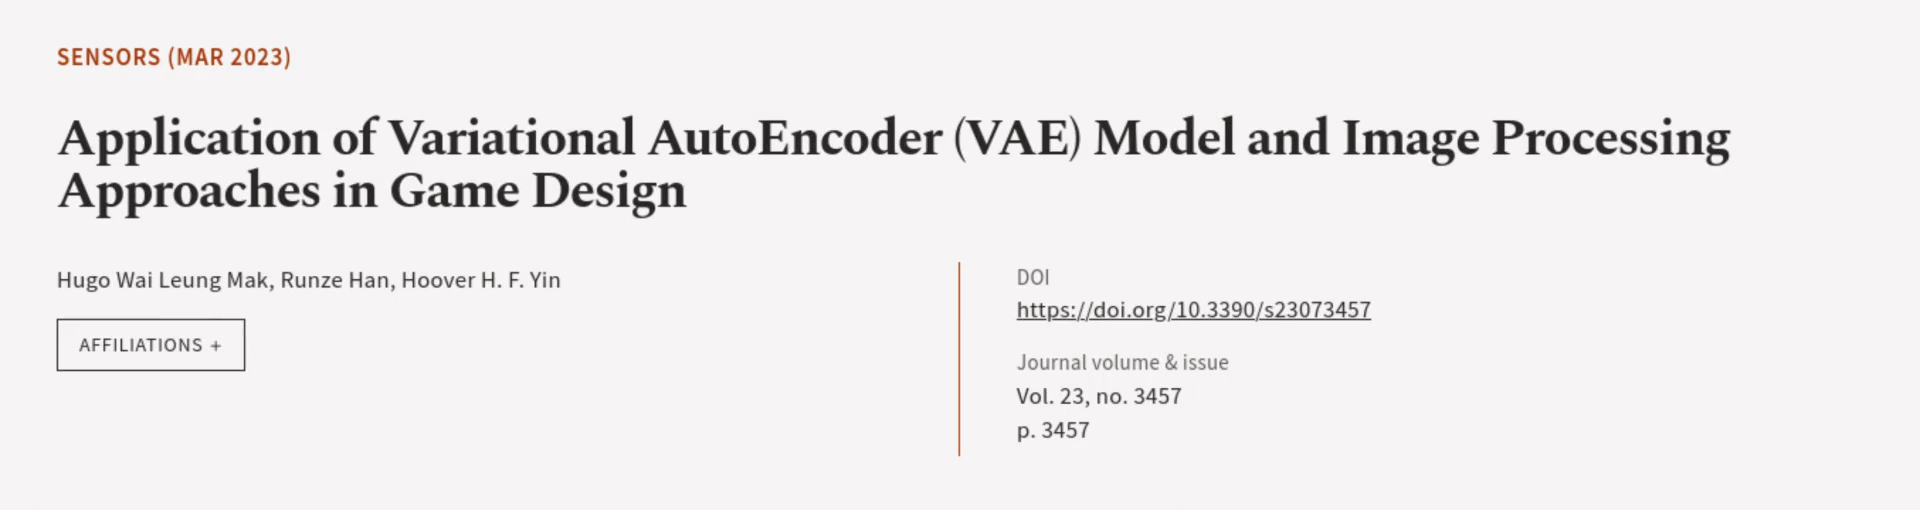 SENSORS (MAR 2023)
Application of Variational AutoEncoder (VAE) Model and Image Processing
Approaches in Game Design
Hugo Wai Leung Mak, Runze Han, Hoover H. F. Yin
AFFILIATIONS +
DOI
https://doi.org/10.3390/s23073457
Journal volume & issue
Vol. 23, no. 3457
p. 3457